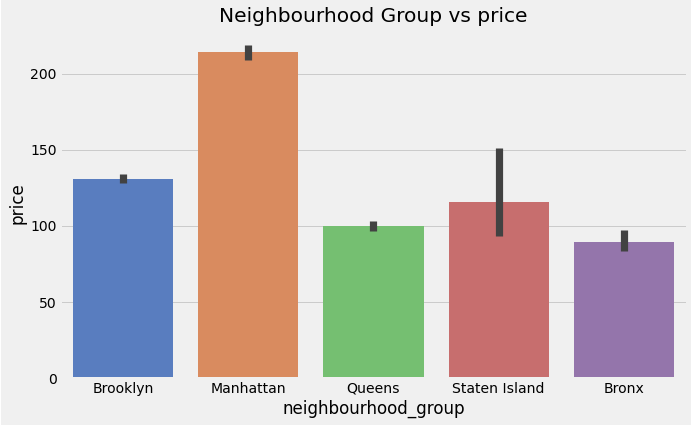 Neighbourhood Group vs price
price
200
150
100
50
0
Brooklyn Manhattan Queens Staten Island Bronx
neighbourhood_group